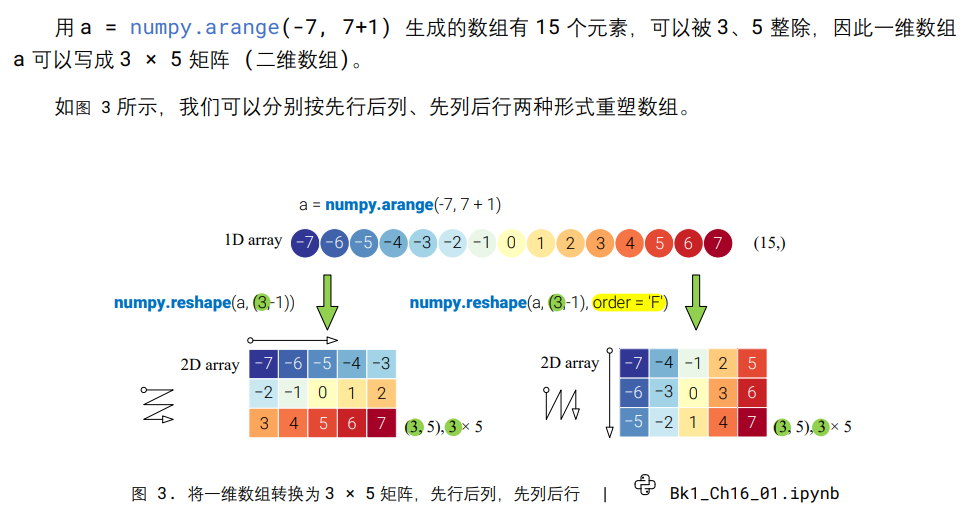 用 a = numpy.arange(-7, 7+1) 生成的数组有 15 个元素，可以被 3、5 整除，因此一维数组
a 可以写成 3 × 5 矩阵 (二维数组)。
如图 3 所示，我们可以分别按先行后列、先列后行两种形式重塑数组。
a = numpy.arange(-7, 7 + 1)
1D array -7 -6 -5 -4 -3 -2 -1 0 1 2 3 4 5 6 7 (15,)
numpy.reshape(a, (3,-1))
numpy.reshape(a, (3,-1), order = 'F')
2D array
-7 -6 -5 -4 -3
-2 -1 0 1 2
3 4 5 6 7
(3, 5), 3 × 5
2D array
-7 -4 -1 2 5
-6 -3 0 3 6
-5 -2 1 4 7
(3, 5), 3 × 5
图 3. 将一维数组转换为 3 × 5 矩阵，先行后列，先列后行 | Bk1_Ch16_01.ipynb